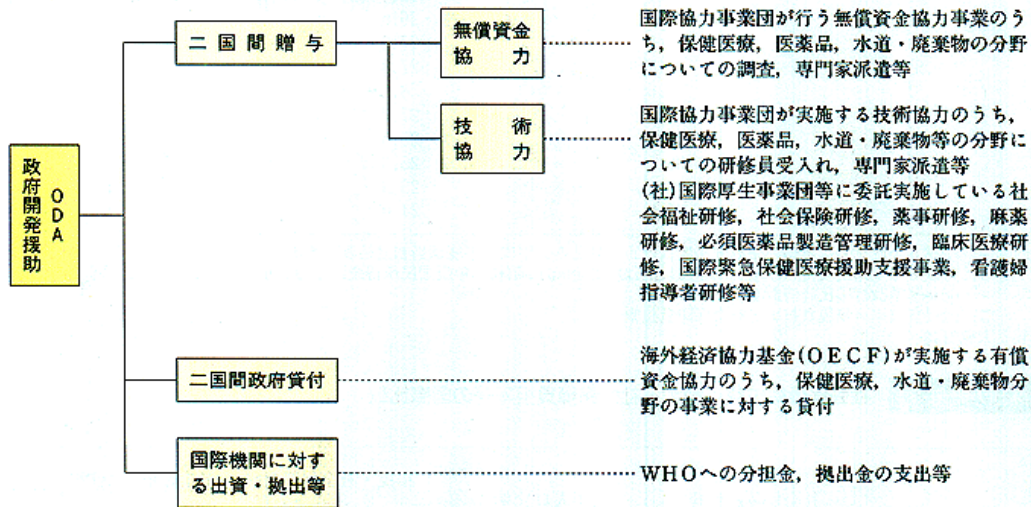 政府開発援助
ODA
二国間贈与
無償資金
協力
国際協力事業団が行う無償資金協力事業のう
ち，保健医療，医薬品，水道・廃棄物の分野
についての調査，専門家派遣等
技術
協力
国際協力事業団が実施する技術協力のうち，
保健医療，医薬品，水道・廃棄物等の分野に
ついての研修員受入れ，専門家派遣等
(社)国際厚生事業団等に委託実施している社
会福祉研修，社会保険研修，薬事研修，麻薬
研修，必須医薬品製造管理研修，臨床医療研
修，国際緊急保健医療援助支援事業，看護婦
指導者研修等
二国間政府貸付
海外経済協力基金(OECF)が実施する有償
資金協力のうち，保健医療，水道・廃棄物分
野の事業に対する貸付
国際機関に対す
る出資・拠出等
WHOへの分担金，拠出金の支出等